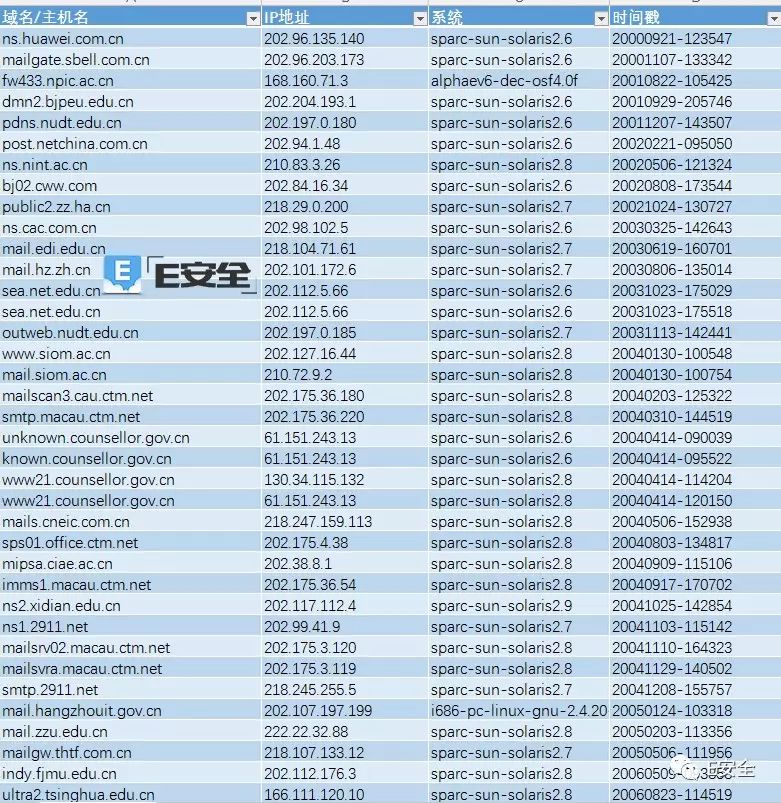 域名/主机名 IP地址 系统 时间戳
ns.huawei.com.cn 202.96.135.140 sparc-sun-solaris2.6 20000921-123547
mailgate.sbell.com.cn 202.96.203.173 sparc-sun-solaris2.6 20001107-133342
fw433.npic.ac.cn 168.160.71.3 alphaev6-dec-osf4.0f 20010822-105425
dmn2.bjpeu.edu.cn 202.204.193.1 sparc-sun-solaris2.6 20010929-205746
pdns.nudt.edu.cn 202.197.0.180 sparc-sun-solaris2.6 20011207-143507
post.netchina.com.cn 202.94.1.48 sparc-sun-solaris2.6 20020221-095050
ns.nint.ac.cn 210.83.3.26 sparc-sun-solaris2.8 20020506-121324
bj02.cww.com 202.84.16.34 sparc-sun-solaris2.6 20020808-173544
public2.zz.ha.cn 218.29.0.200 sparc-sun-solaris2.7 20021024-130727
ns.cac.com.cn 202.98.102.5 sparc-sun-solaris2.6 20030325-142643
mail.edi.edu.cn 218.104.71.61 sparc-sun-solaris2.7 20030619-160701
mail.hz.zh.cn 202.101.172.6 sparc-sun-solaris2.7 20030806-135014
E安全
sea.net.edu.cn 202.112.5.66 sparc-sun-solaris2.6 20031023-175029
sea.net.edu.cn 202.112.5.66 sparc-sun-solaris2.6 20031023-175518
outweb.nudt.edu.cn 202.197.0.185 sparc-sun-solaris2.7 20031113-142441
www.siom.ac.cn 202.127.16.44 sparc-sun-solaris2.8 20040130-100548
mail.siom.ac.cn 210.72.9.2 sparc-sun-solaris2.8 20040130-100754
mailscan3.cau.ctm.net 202.175.36.180 sparc-sun-solaris2.8 20040203-125322
smtp.macau.ctm.net 202.175.36.220 sparc-sun-solaris2.8 20040310-144519
unknown.counsellor.gov.cn 61.151.243.13 sparc-sun-solaris2.6 20040414-090039
known.counsellor.gov.cn 61.151.243.13 sparc-sun-solaris2.6 20040414-095522
www21.counsellor.gov.cn 130.34.115.132 sparc-sun-solaris2.8 20040414-114204
www21.counsellor.gov.cn 61.151.243.13 sparc-sun-solaris2.8 20040414-120150
mails.cneic.com.cn 218.247.159.113 sparc-sun-solaris2.8 20040506-152938
sps01.office.ctm.net 202.175.4.38 sparc-sun-solaris2.8 20040803-134817
mipsa.ciae.ac.cn 202.38.8.1 sparc-sun-solaris2.8 20040909-115106
imms1.macau.ctm.net 202.175.36.54 sparc-sun-solaris2.8 20040917-170702
ns2.xidian.edu.cn 202.117.112.4 sparc-sun-solaris2.9 20041025-142854
ns1.2911.net 202.99.41.9 sparc-sun-solaris2.7 20041103-115142
mailsrv02.macau.ctm.net 202.175.3.120 sparc-sun-solaris2.8 20041110-164323
mailsvra.macau.ctm.net 202.175.3.119 sparc-sun-solaris2.8 20041129-140502
smtp.2911.net 218.245.255.5 sparc-sun-solaris2.7 20041208-155757
mail.hangzhouit.gov.cn 202.107.197.199 i686-pc-linux-gnu-2.4.20 20050124-103318
mail.zzu.edu.cn 222.22.32.88 sparc-sun-solaris2.8 20050203-113356
mailgw.thtf.com.cn 218.107.133.12 sparc-sun-solaris2.7 20050506-111956
indy.fjmu.edu.cn 202.112.176.3 sparc-sun-solaris2.8
E安全
ultra2.tsinghua.edu.cn 166.111.120.10 sparc-sun-solaris2.8 20060823-114519